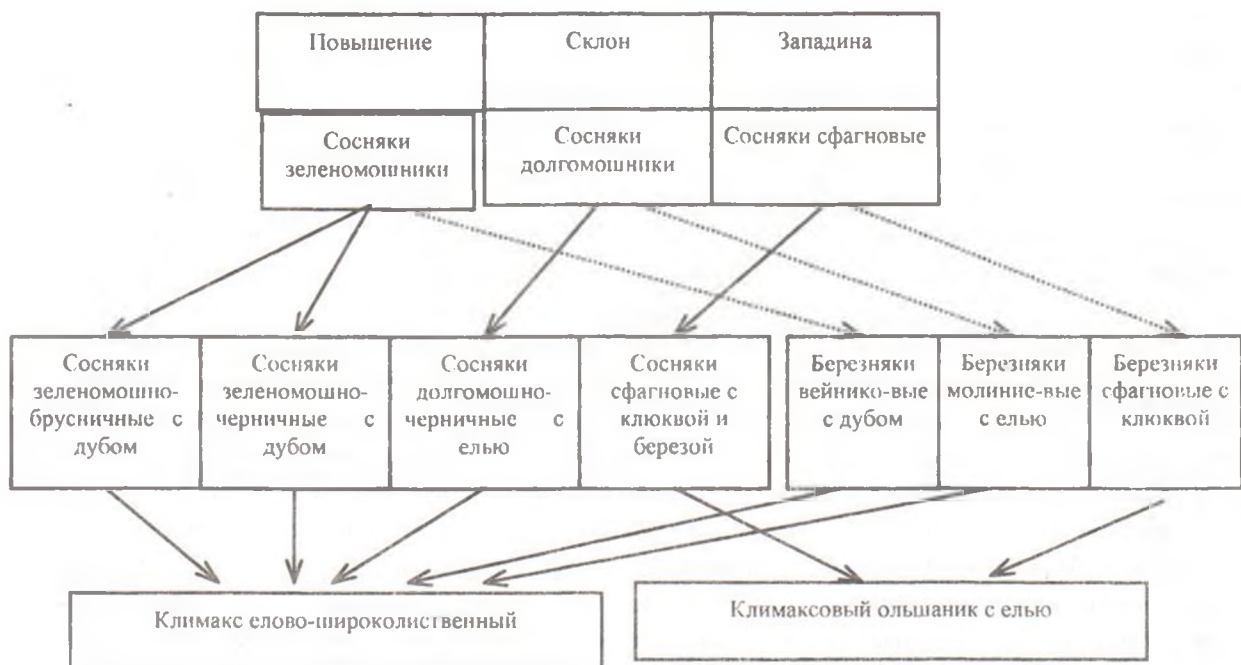 Повышение
Склон
Западина
Сосняки
зеленомошники
Сосняки
долгомошники
Сосняки сфагновые
Сосняки
зеленомошно-
брусничные с
дубом
Сосняки
зеленомошно-
черничные с
дубом
Сосняки
долгомошно-
черничные с
елью
Сосняки
сфагновые с
клюквой и
березой
Березняки
вейнико-вые
с дубом
Березняки
молиние-вые
с елью
Березняки
сфагновые с
клюквой
Климакс елово-широколиственный
Климаксовый ольшаник с елью